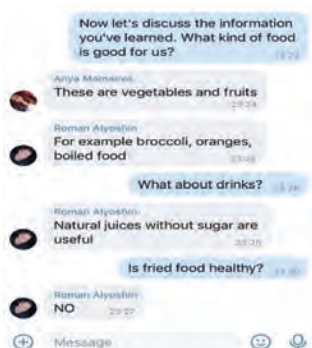 Now let's discuss the information
you've learned. What kind of food
is good for us?
These are vegetables and fruits
Roman Alyoshin
For example broccoli, oranges,
boiled food
What about drinks?
Roman Alyoshin
Natural juices without sugar are
useful
Is fried food healthy?
Roman Alyoshin
NO
23:27
Message